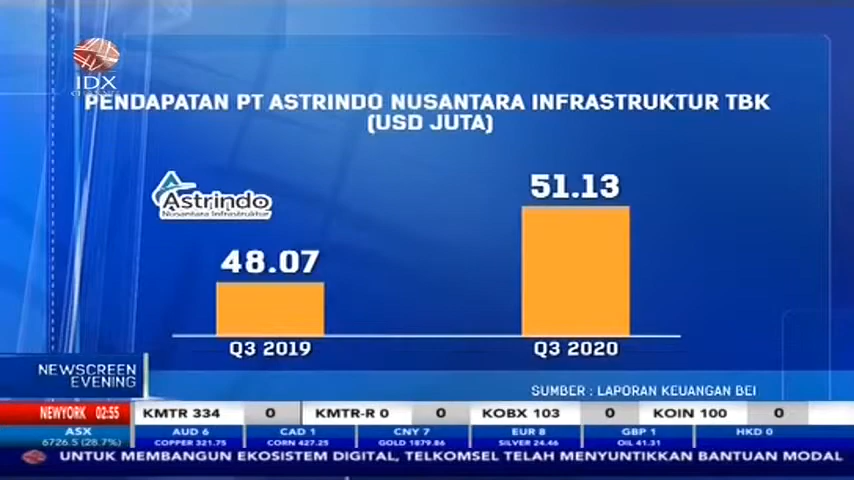 IDX
PENDAPATAN PT ASTRINDO NUSANTARA INFRASTRUKTUR TBK
(USD JUTA)
Astrindo
Nusantara Infrastruktur
51.13
48.07
Q3 2019
Q3 2020
NEWSCREEN
EVENING
SUMBER : LAPORAN KEUANGAN BEI
NEWYORK 02:55
KMTR 334 0 KMTR-R 0 0 KOBX 103 0 KOIN 100 0
ASX
6726.5 (28.7%)
AUD 6 CAD 1 CNY 7 EUR 8 GBP 1 HKD 0
COPPER 321.75 CORN 427.25 GOLD 1879.86 SILVER 24.46 OIL 41.31
UNTUK MEMBANGUN EKOSISTEM DIGITAL, TELKOMSEL TELAH MENYUNTIKKAN BANTUAN MODAL